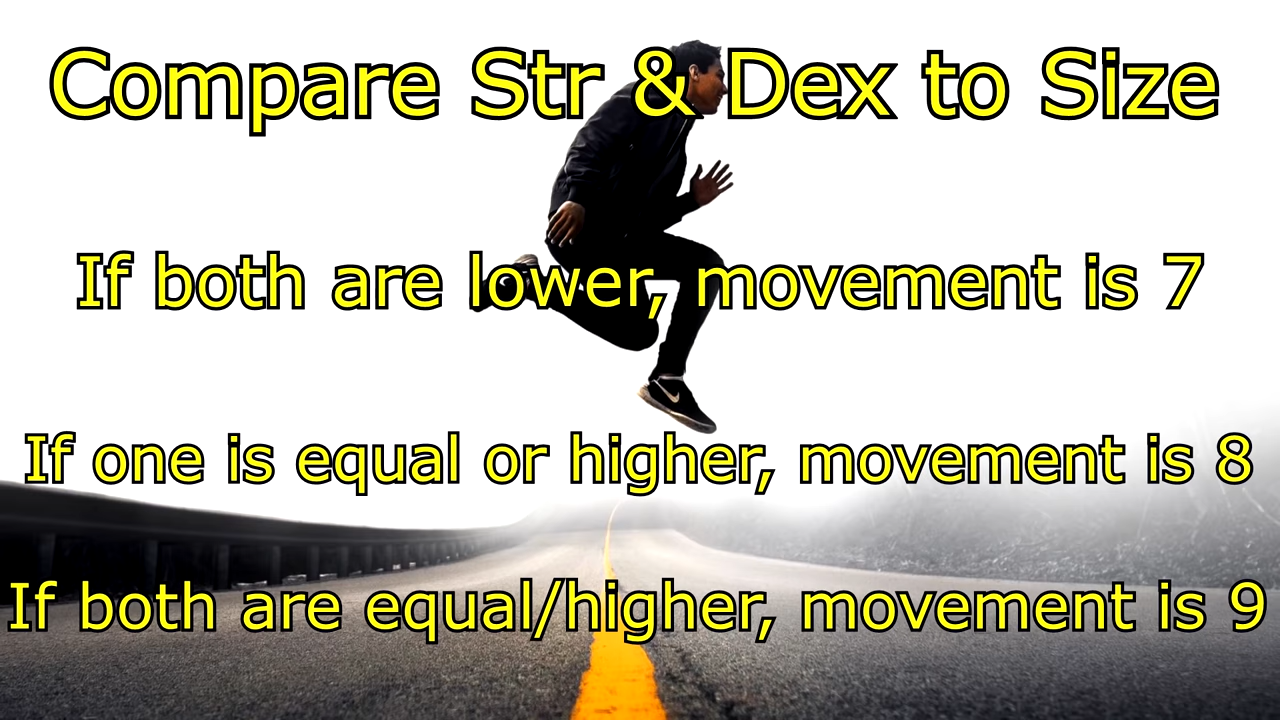 Compare Str & Dex to Size
If both are lower, movement is 7
If one is equal or higher, movement is 8
If both are equal/higher, movement is 9